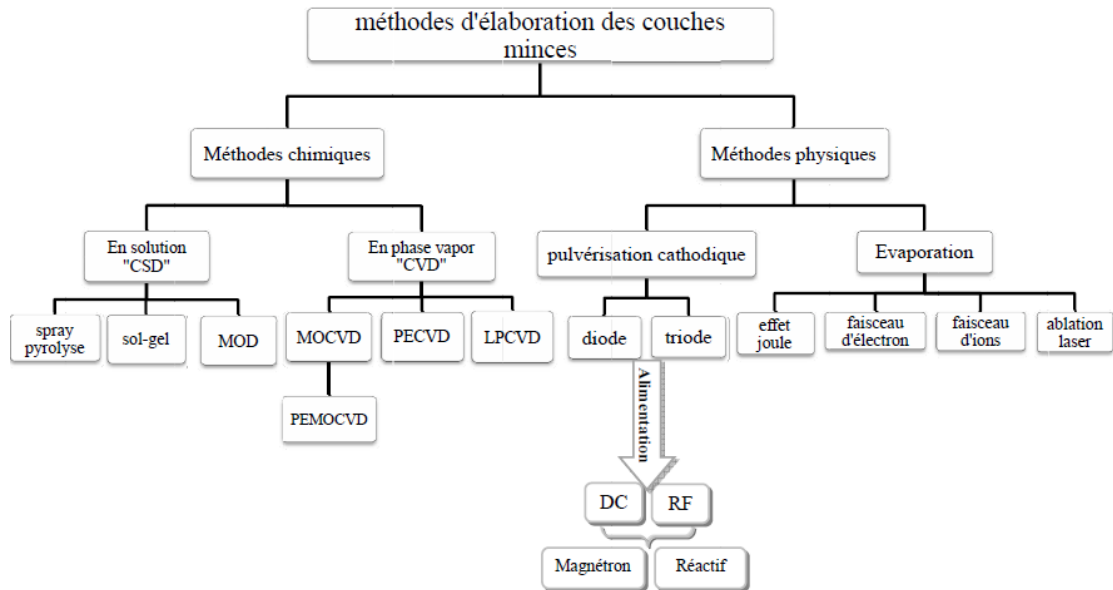 méthodes d'élaboration des couches
minces
Méthodes chimiques
Méthodes physiques
En solution
"CSD"
En phase vapor
"CVD"
pulvérisation cathodique
Evaporation
spray
pyrolyse
sol-gel
MOD
MOCVD
PECVD
LPCVD
diode
triode
effet
joule
faisceau
d'électron
faisceau
d'ions
ablation
laser
PEMOCVD
Alimentation
DC
RF
Magnétron
Réactif